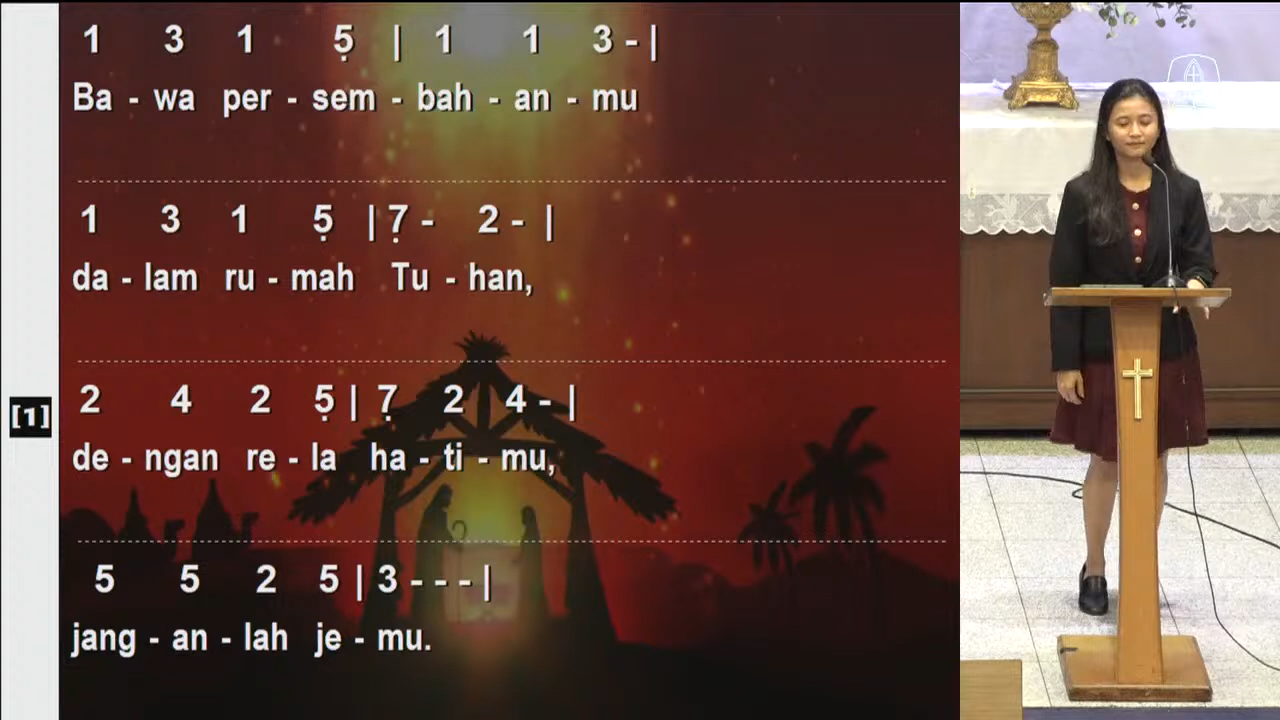 1 3 1 5̣ | 1 1 3 - |
Ba - wa per - sem - bah - an - mu
1 3 1 5̣ | 7̣ - 2 - |
da - lam ru - mah Tu - han,
2 4 2 5̣ | 7̣ 2 4 - |
[1]
de - ngan re - la ha - ti - mu,
5 5 2 5 | 3 - - - |
jang - an - lah je - mu.